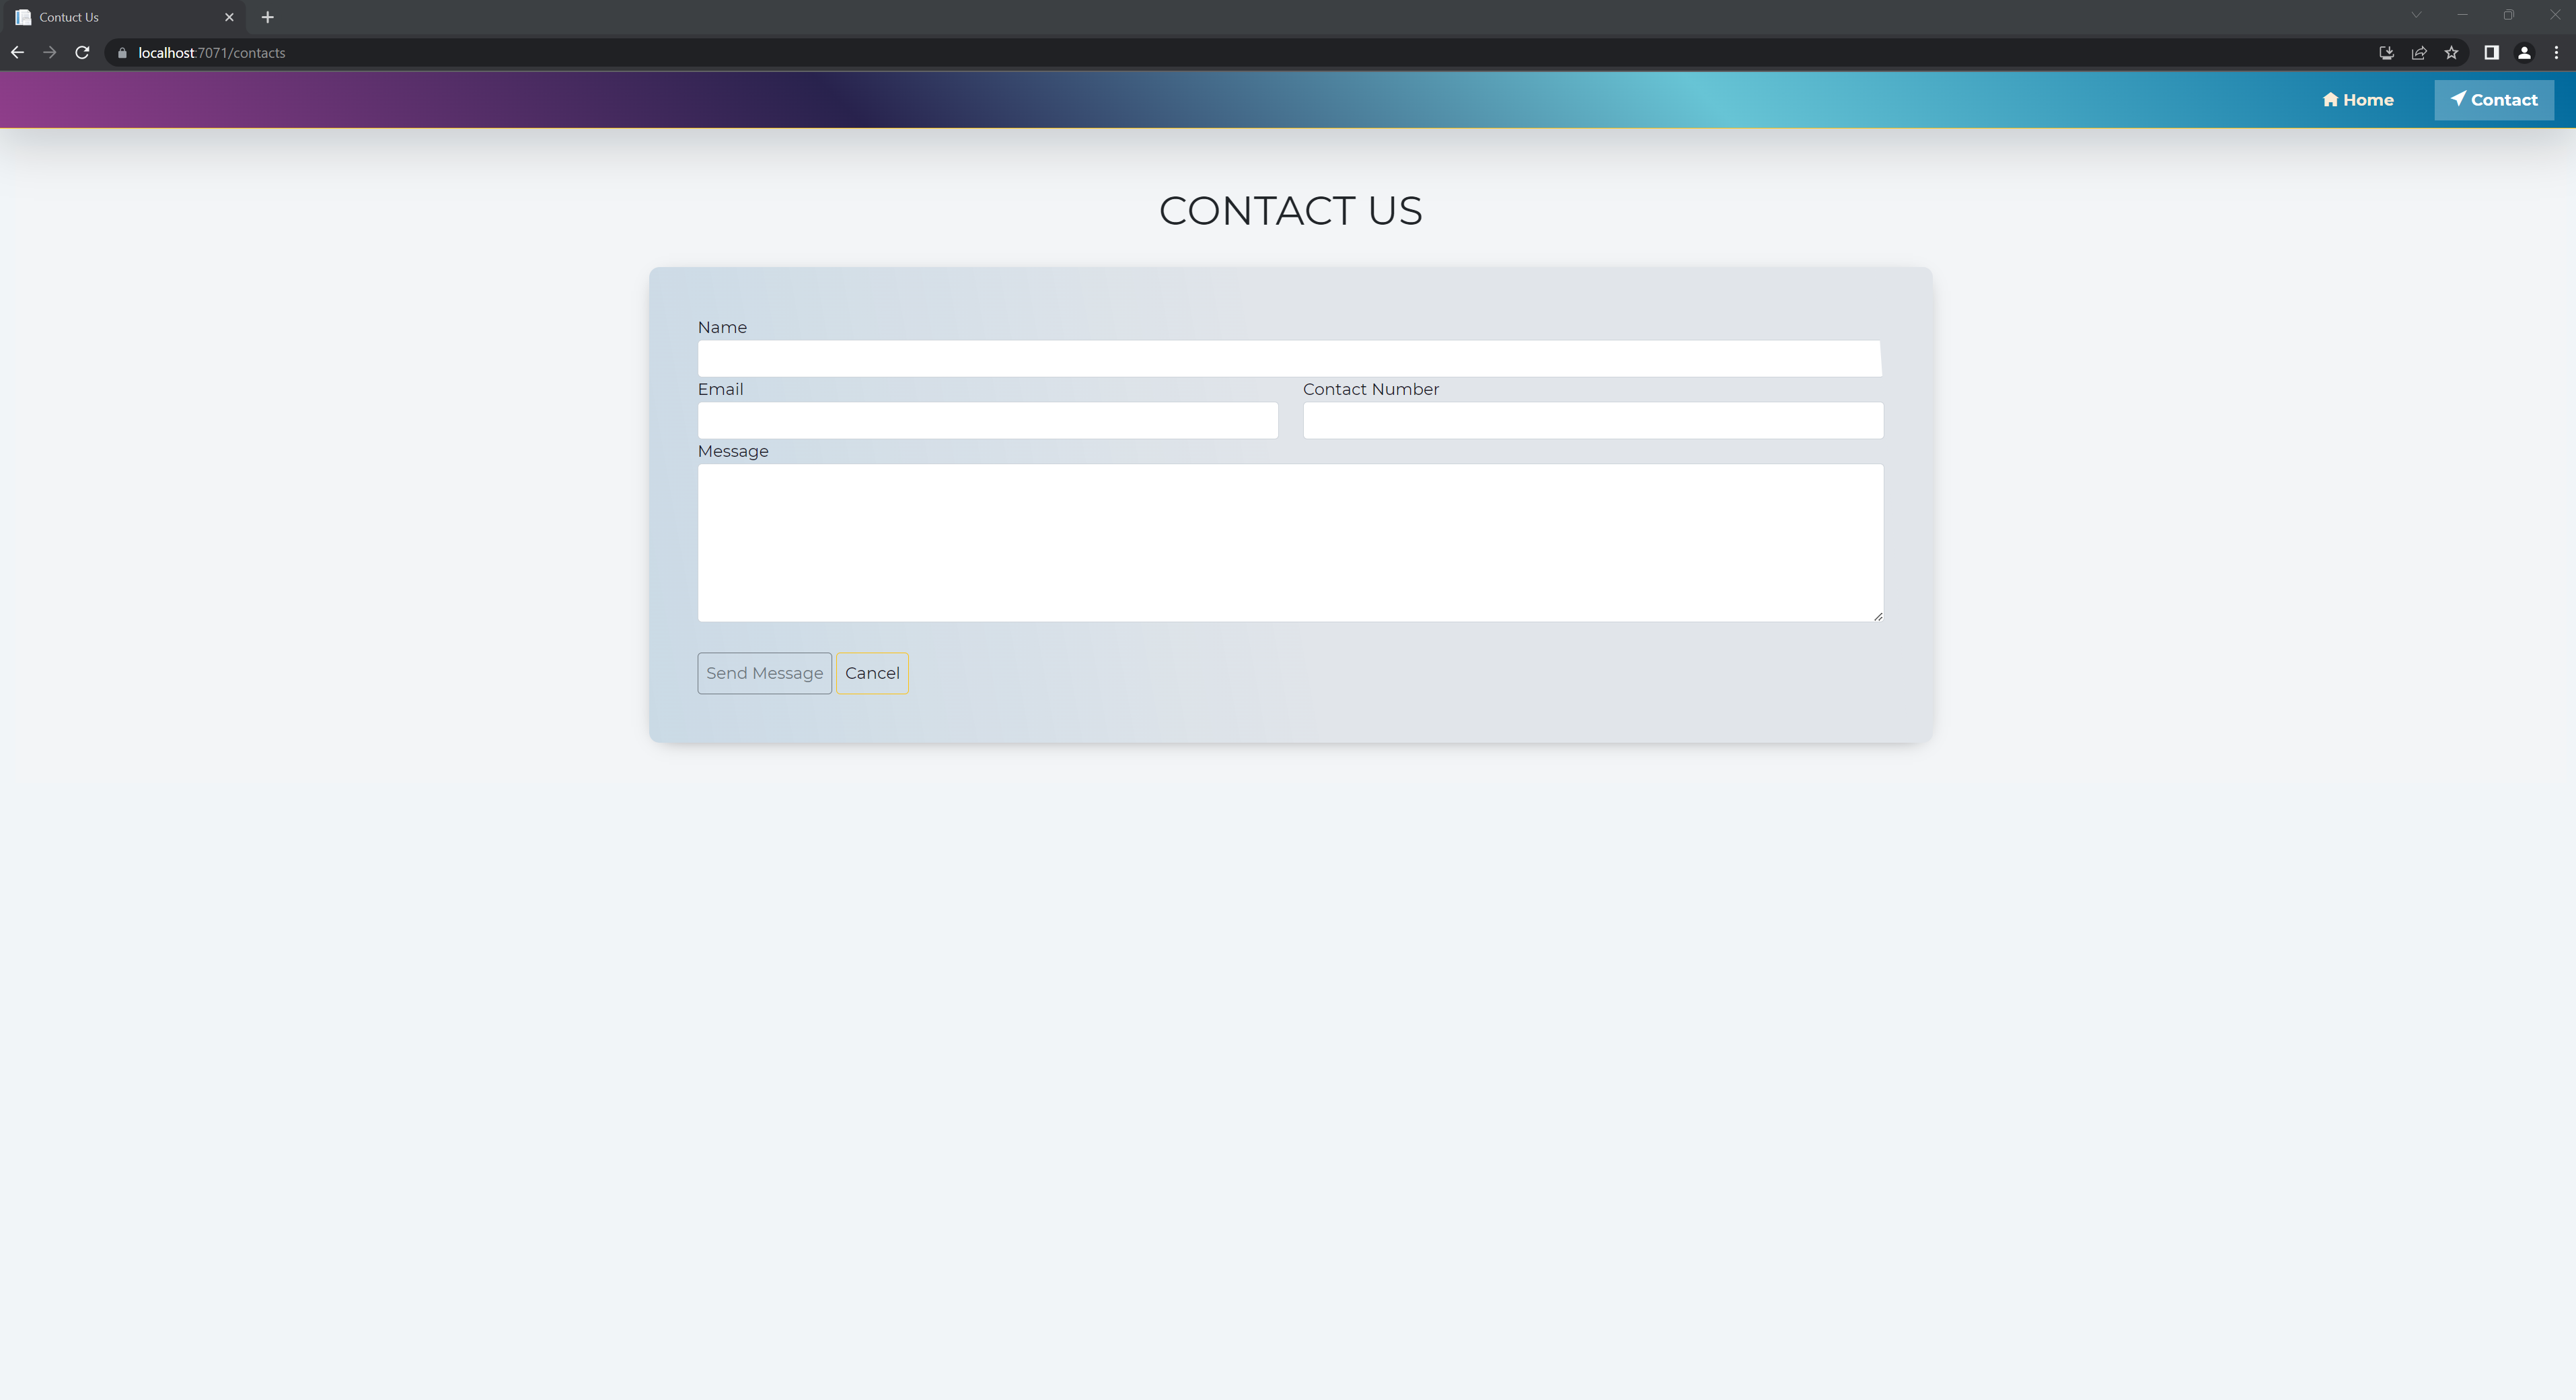 Contuct Us
localhost:7071/contacts
Home
Contact
CONTACT US
Name
Email
Contact Number
Message
Send Message
Cancel